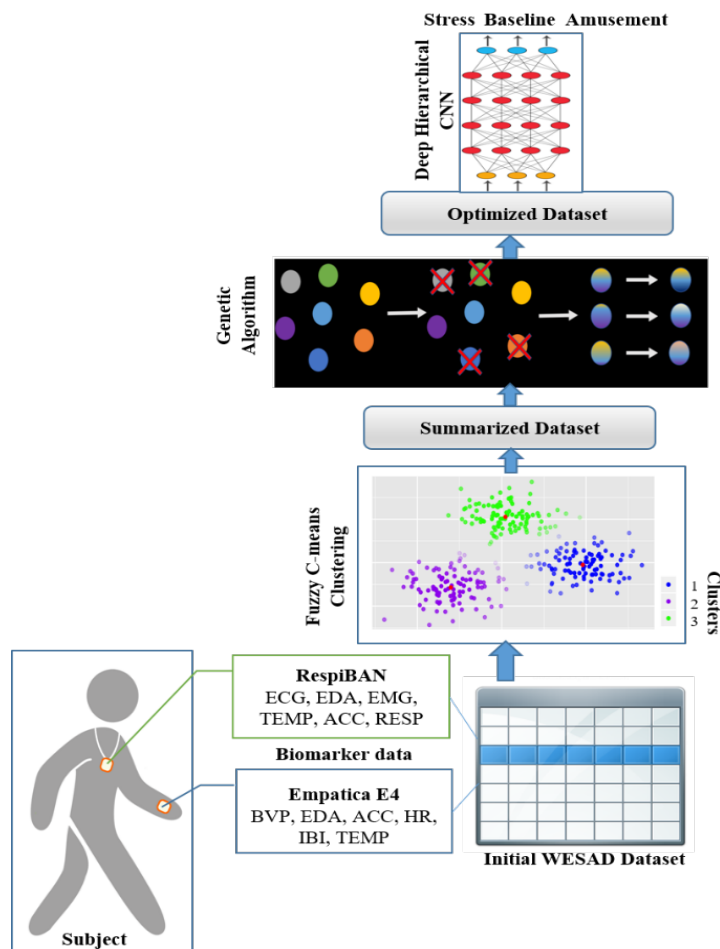 Stress Baseline Amusement
Deep Hierarchical
CNN
Optimized Dataset
Genetic
Algorithm
Summarized Dataset
Fuzzy C-means
Clustering
1
2
3
Clusters
RespiBAN
ECG, EDA, EMG,
TEMP, ACC, RESP
Biomarker data
Empatica E4
BVP, EDA, ACC, HR,
IBI, TEMP
Initial WESAD Dataset
Subject